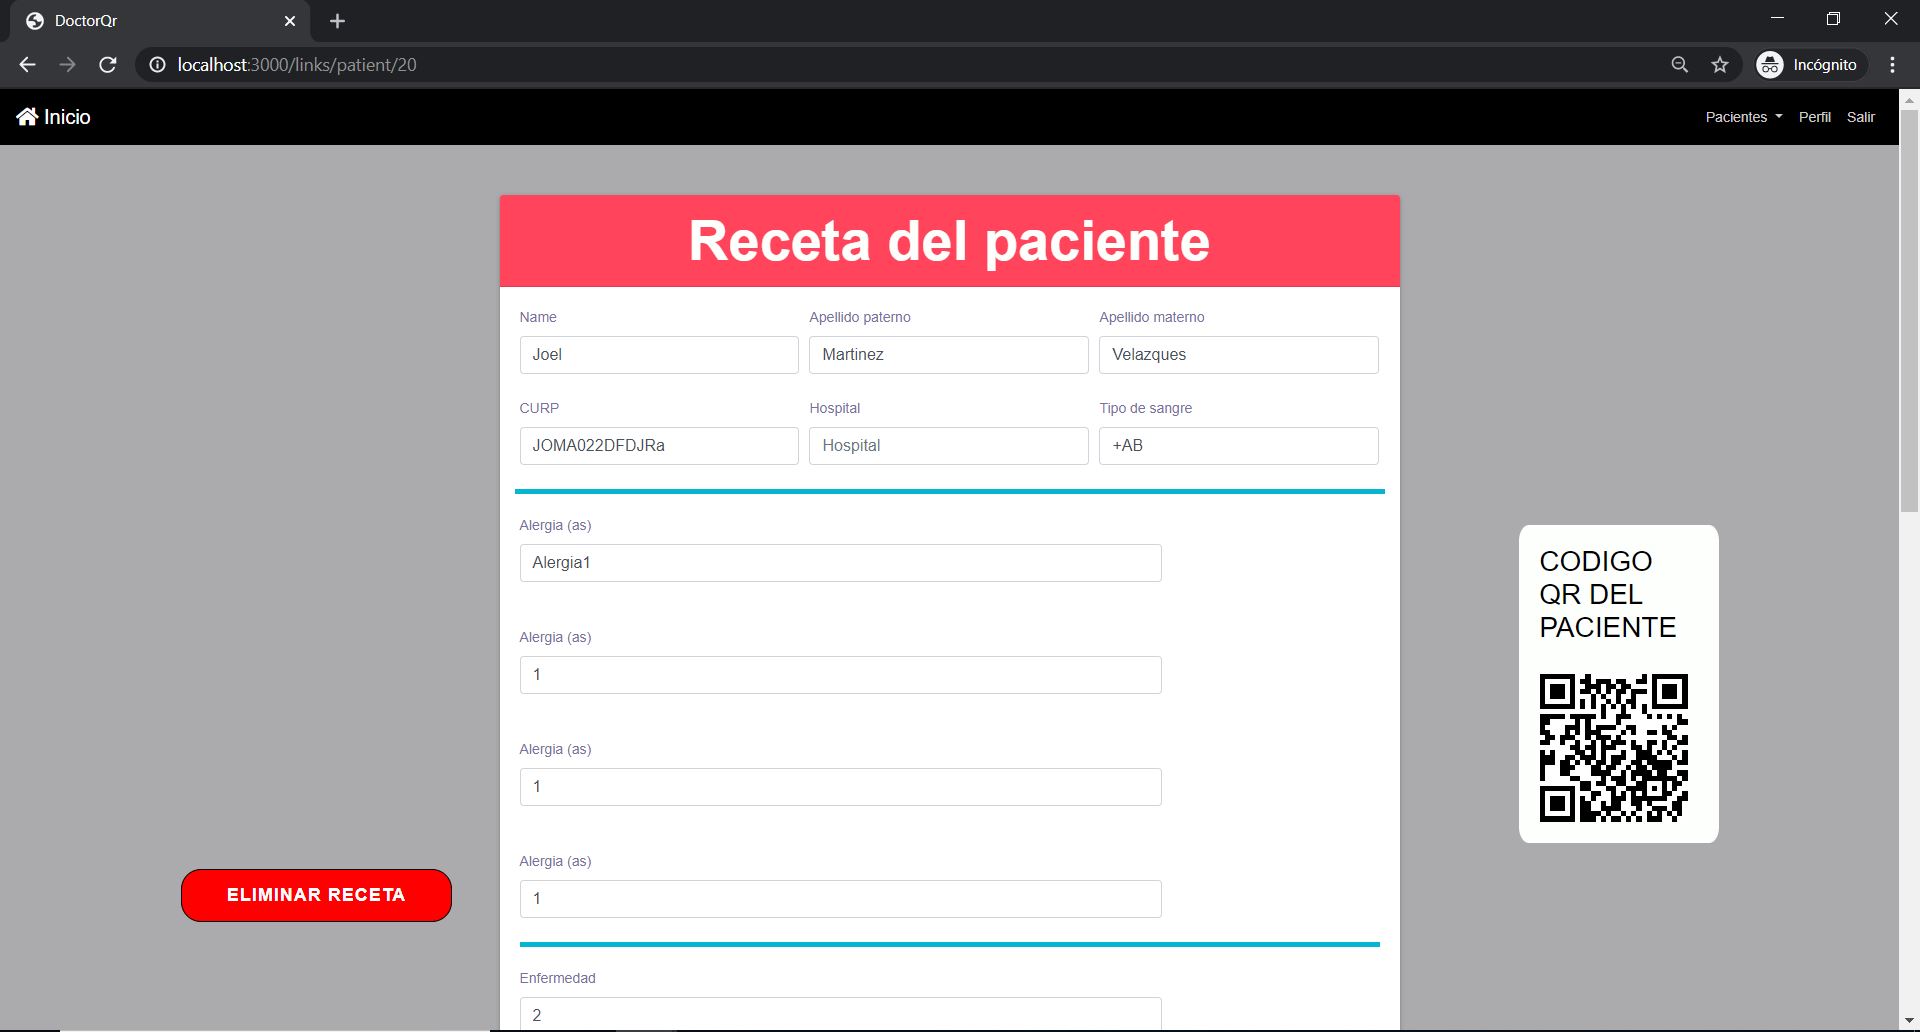 DoctorQr
localhost:3000/links/patient/20
Incógnito
Inicio
Pacientes
Perfil
Salir
Receta del paciente
Name
Apellido paterno
Apellido materno
Joel
Martinez
Velazques
CURP
Hospital
Tipo de sangre
JOMA022DFDJRa
Hospital
+AB
Alergia (as)
Alergia1
Alergia (as)
1
Alergia (as)
1
Alergia (as)
1
Enfermedad
2
ELIMINAR RECETA
CODIGO
QR DEL
PACIENTE